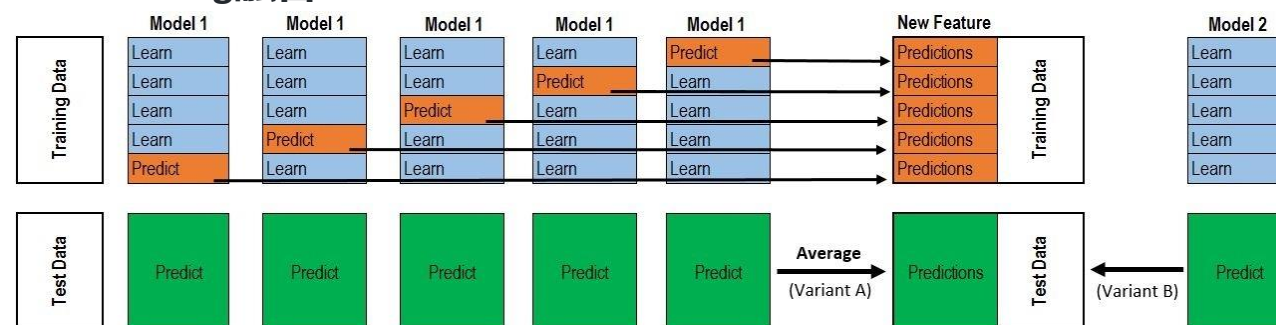 Model 1 Model 1 Model 1 Model 1 Model 1 New Feature Model 2
Training Data
Learn Learn Learn Learn Predict Predictions Learn
Learn Learn Learn Predict Learn Predictions Learn
Learn Learn Predict Learn Learn Predictions Learn
Learn Predict Learn Learn Learn Predictions Learn
Predict Learn Learn Learn Learn Predictions Learn
Training Data
Test Data
Predict Predict Predict Predict Predict
Average
(Variant A)
Predictions
Test Data
(Variant B)
Predict